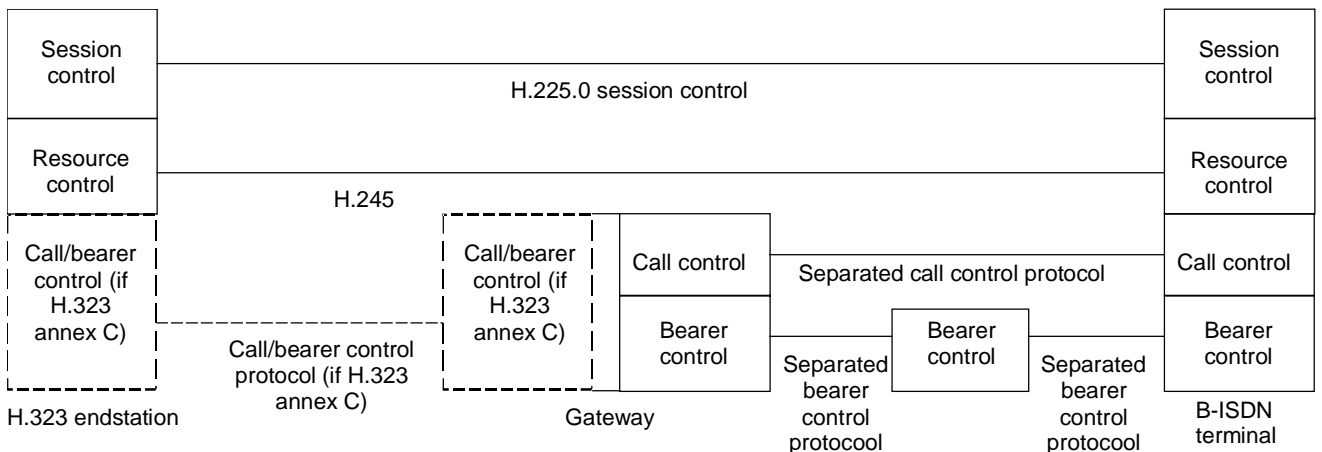 Session
control
Session
control
H.225.0 session control
Resource
control
Resource
control
H.245
Call/bearer
control (if
H.323
annex C)
Call/bearer
control (if
H.323
annex C)
Call control
Separated call control protocol
Call control
Bearer
control
Bearer
control
Bearer
control
Call/bearer control
protocol (if H.323
annex C)
Separated
bearer
control
protocool
Separated
bearer
control
protocool
H.323 endstation
Gateway
B-ISDN
terminal